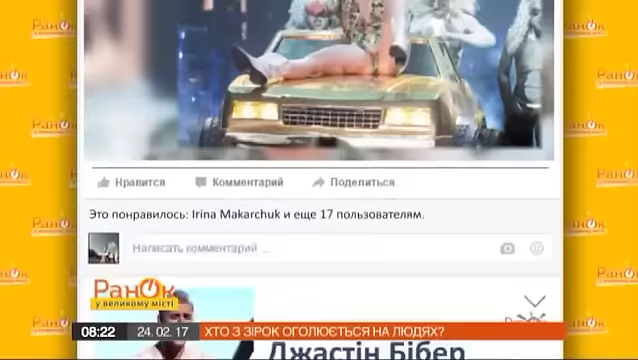 Нравится Комментарий Поделиться
Это понравилось: Irina Makarchuk и еще 17 пользователям.
Написать комментарий ...
РанОк
у великому місті
08:22 24. 02. 17 ХТО З ЗІРОК ОГОЛЮЄТЬСЯ НА ЛЮДЯХ?
Джастін Бібер